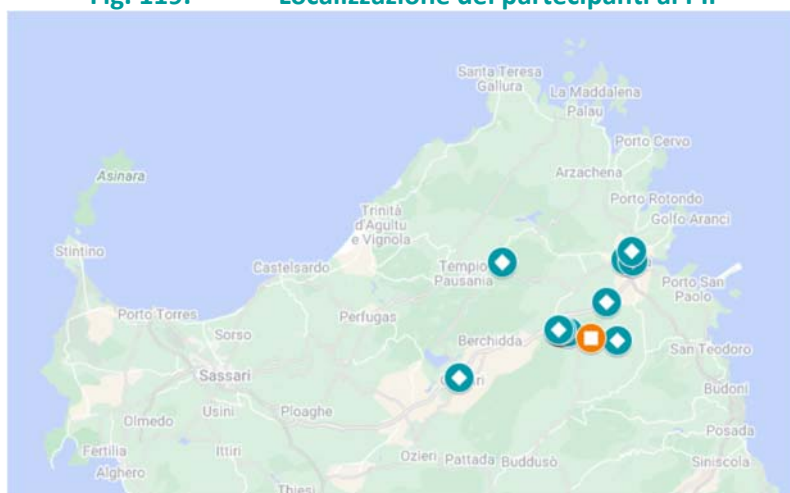 Fig. 119. Localizzazione dei partecipanti al PIF
Santa Teresa
Gallura
La Maddalena
Palau
Porto Cervo
Asinara
Arzachena
Porto Rotondo
Trinità
d'Agultu
e Vignola
Golfo Aranci
Stintino
Castelsardo
Tempio
Pausania
Porto San
Paolo
Porto Torres
Perfugas
Sorso
Berchidda
San Teodoro
Sassari
Budoni
Usini
Ploaghe
Olmedo
Posada
Fertilia
Ittiri
Ozieri
Pattada
Buddusò
Siniscola
Alghero
Thiesi